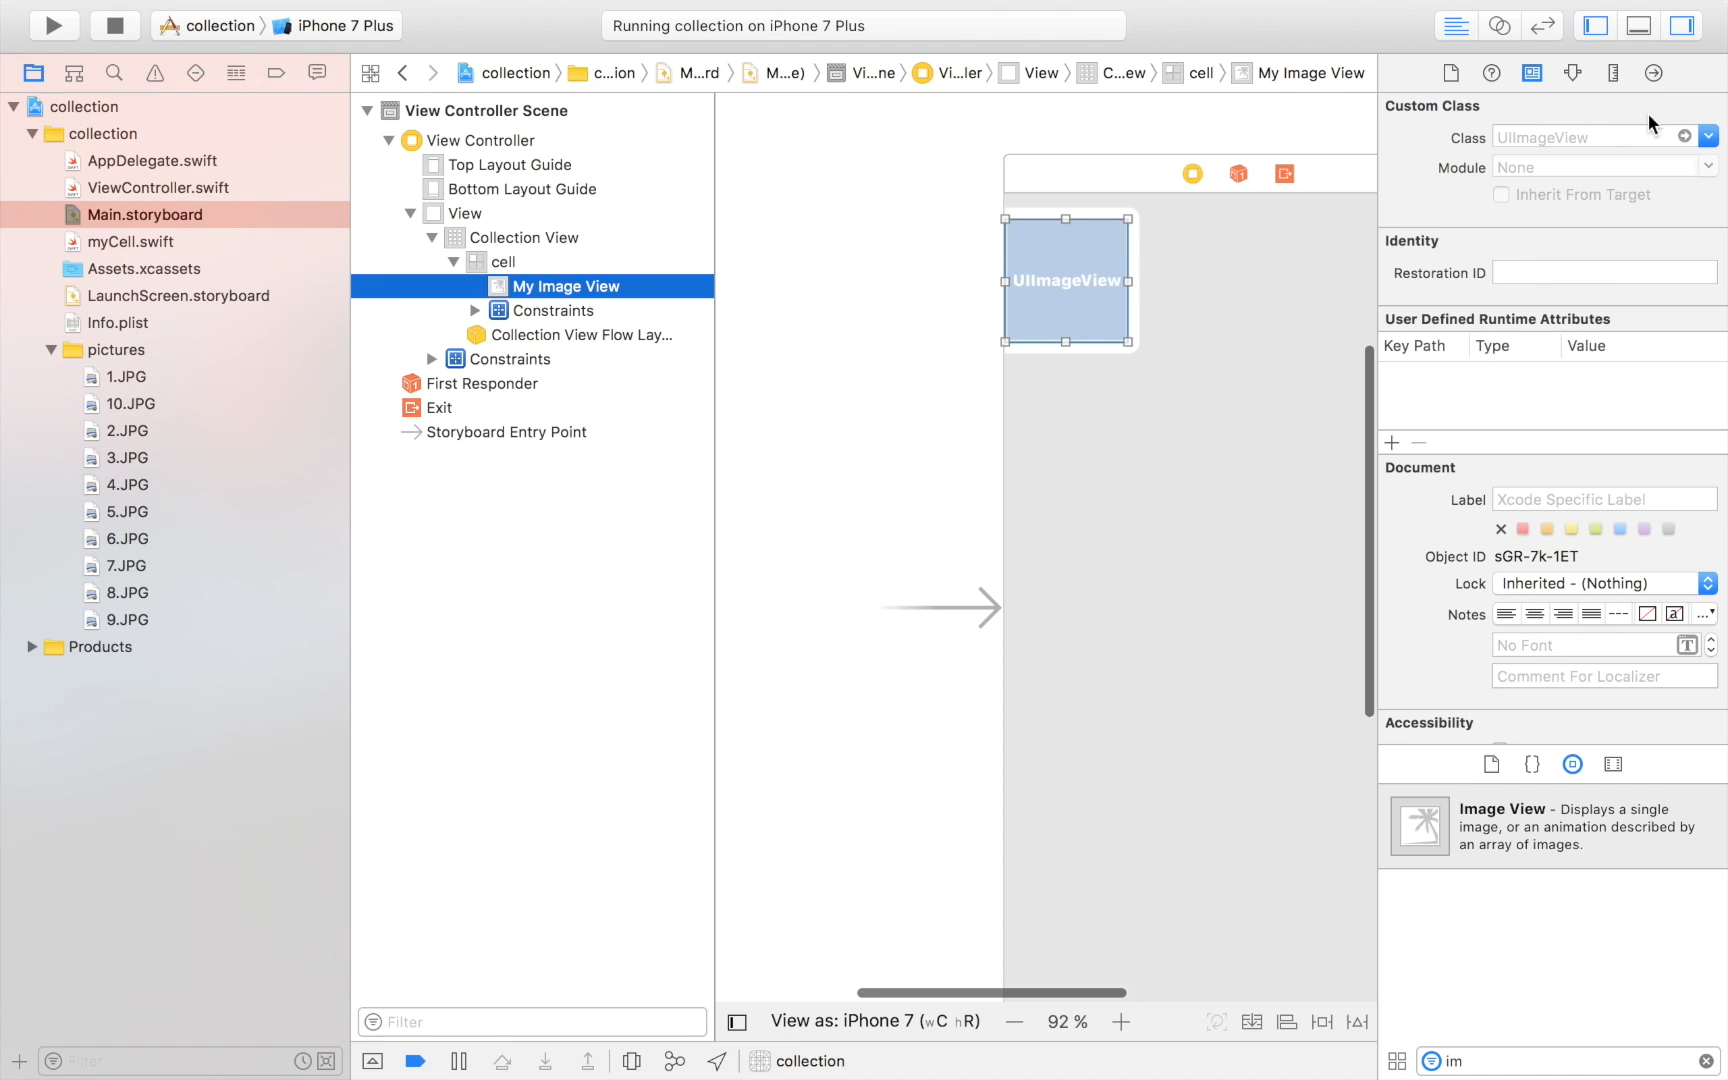 collection
iPhone 7 Plus
Running collection on iPhone 7 Plus
collection
c...ion
M...rd
M...e)
Vi...ne
Vi...ler
View
C...ew
cell
My Image View
collection
collection
AppDelegate.swift
ViewController.swift
Main.storyboard
myCell.swift
Assets.xcassets
LaunchScreen.storyboard
Info.plist
pictures
1.JPG
10.JPG
2.JPG
3.JPG
4.JPG
5.JPG
6.JPG
7.JPG
8.JPG
9.JPG
Products
Filter
View Controller Scene
View Controller
Top Layout Guide
Bottom Layout Guide
View
Collection View
cell
My Image View
Constraints
Collection View Flow Lay...
Constraints
First Responder
Exit
Storyboard Entry Point
Filter
UIImageView
View as: iPhone 7 (wC hR)
92 %
collection
Custom Class
Class UIImageView
Module None
Inherit From Target
Identity
Restoration ID
User Defined Runtime Attributes
Key Path Type Value
Document
Label Xcode Specific Label
Object ID sGR-7k-1ET
Lock Inherited - (Nothing)
Notes
No Font
Comment For Localizer
Accessibility
Image View - Displays a single
image, or an animation described by
an array of images.
im